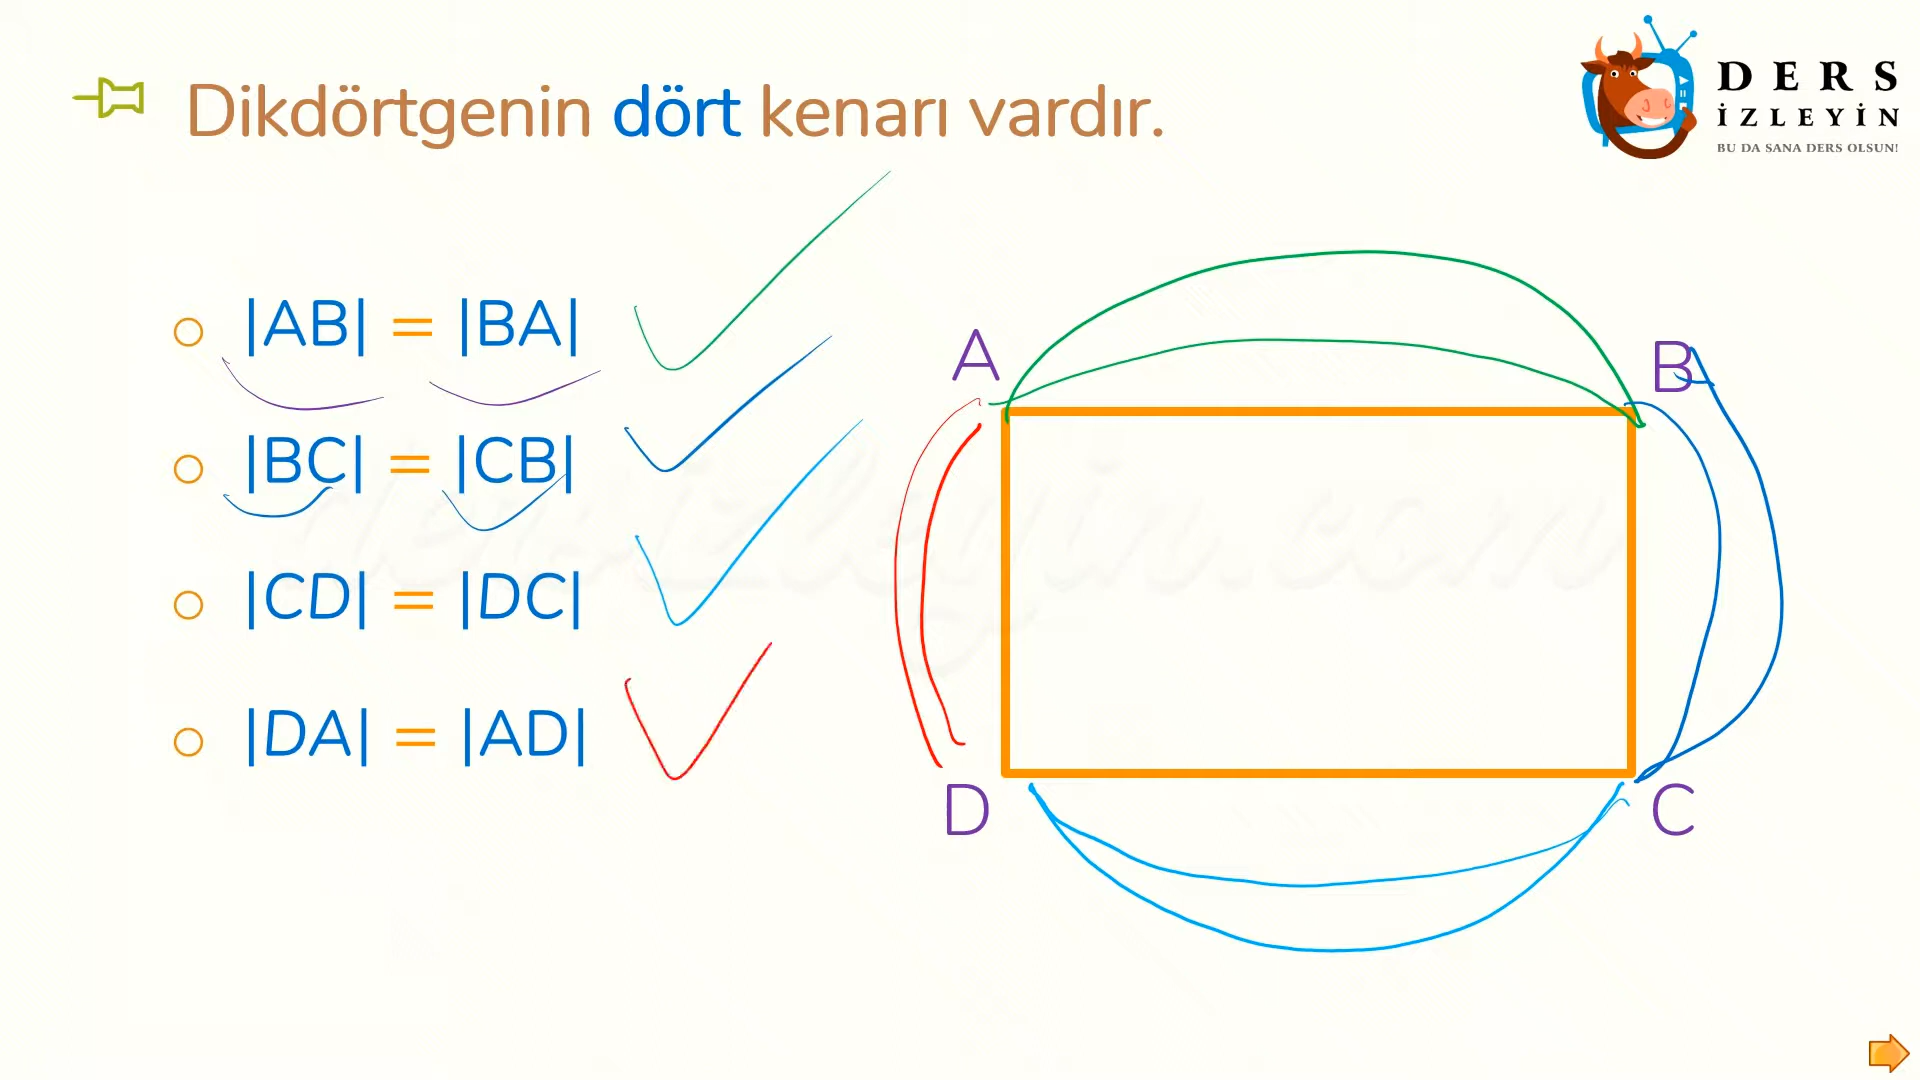 Dikdörtgenin dört kenarı vardır.
DERS
İZLEYİN
BU DA SANA DERS OLSUN!
|AB| = |BA|
|BC| = |CB|
|CD| = |DC|
|DA| = |AD|
A
B
D
C